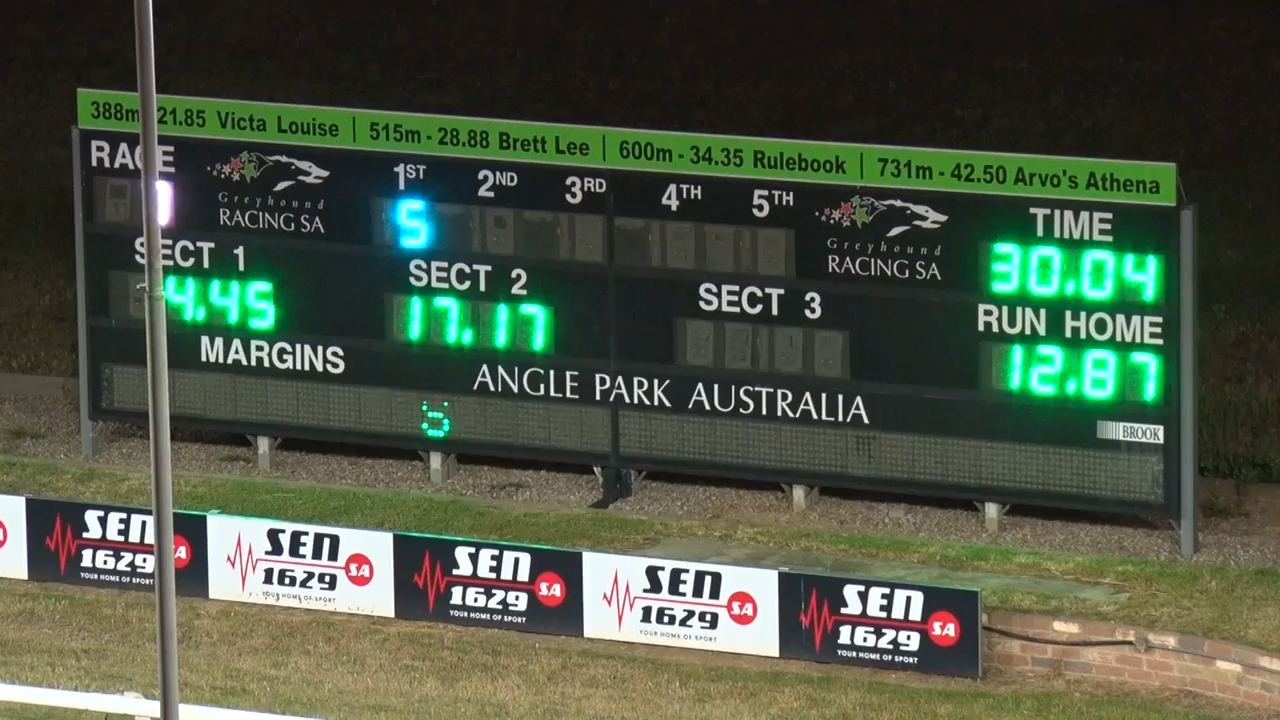 388m 21.85 Victa Louise | 515m - 28.88 Brett Lee | 600m - 34.35 Rulebook | 731m - 42.50 Arvo's Athena
RACE
Greyhound
RACING SA
1ST 2ND 3RD 4TH 5TH
5
Greyhound
RACING SA
TIME
30.04
SECT 1
4.45
SECT 2
17.17
SECT 3
RUN HOME
12.87
MARGINS
ANGLE PARK AUSTRALIA
5
BROOK
SEN
1629 SA
YOUR HOME OF SPORT
SEN
1629 SA
YOUR HOME OF SPORT
SEN
1629 SA
YOUR HOME OF SPORT
SEN
1629 SA
YOUR HOME OF SPORT
SEN
1629 SA
YOUR HOME OF SPORT